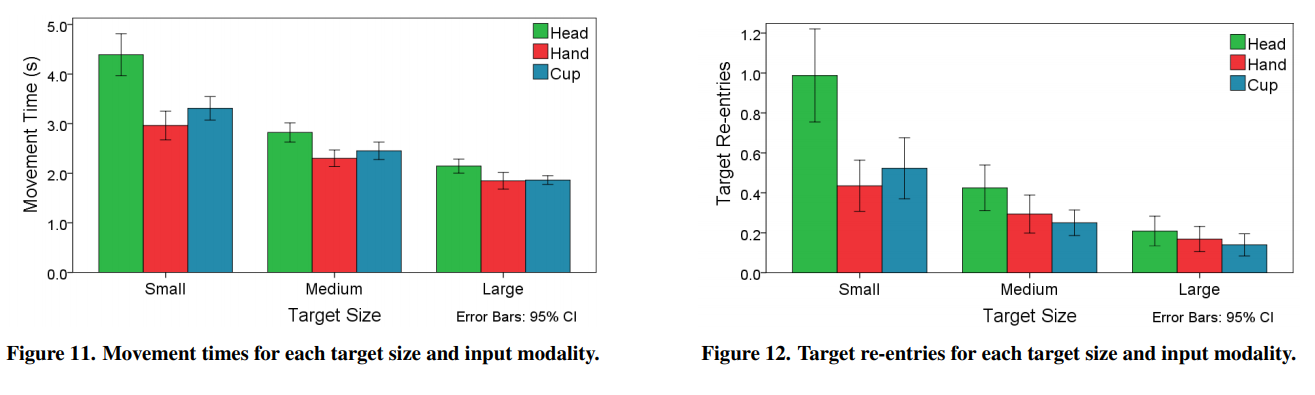 5.0
4.0
3.0
2.0
1.0
0.0
Movement Time (s)
Head
Hand
Cup
Small
Medium
Large
Target Size
Error Bars: 95% CI
Figure 11. Movement times for each target size and input modality.
1.2
1.0
0.8
0.6
0.4
0.2
0.0
Target Re-entries
Head
Hand
Cup
Small
Medium
Large
Target Size
Error Bars: 95% CI
Figure 12. Target re-entries for each target size and input modality.